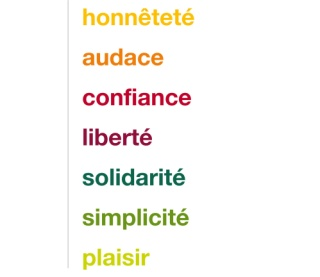 honnêteté
audace
confiance
liberté
solidarité
simplicité
plaisir